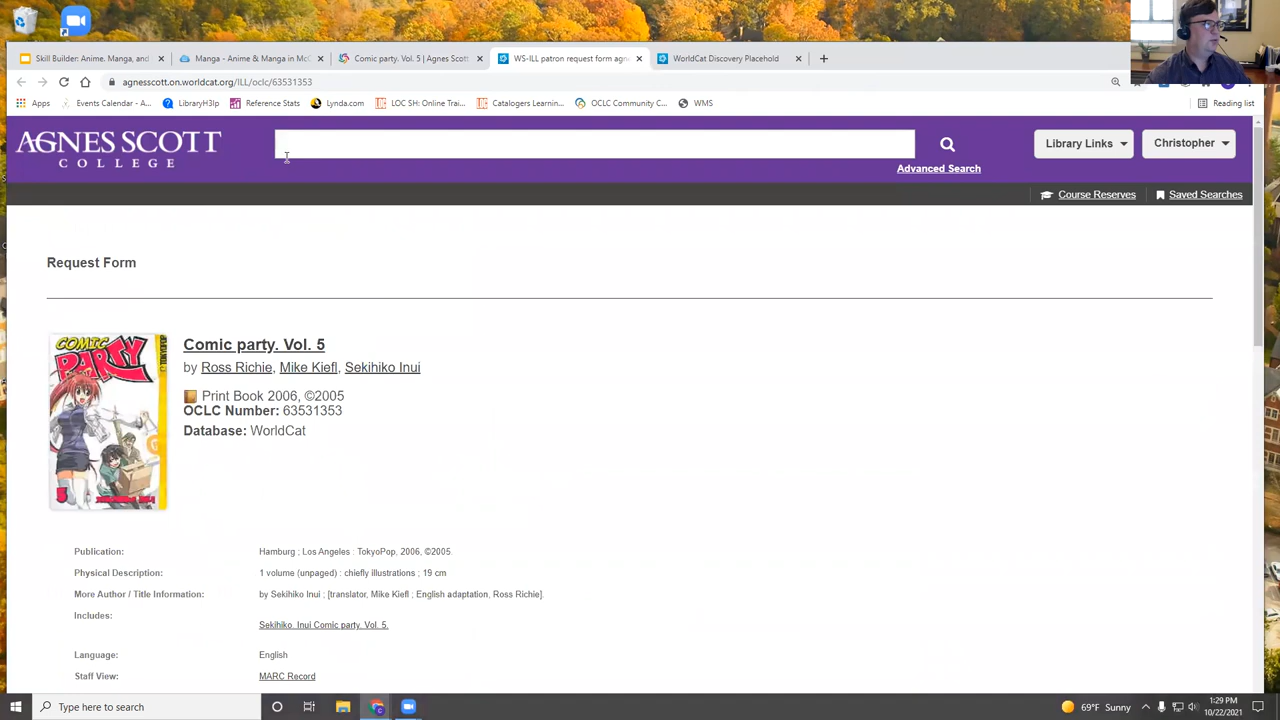 Skill Builder: Anime. Manga, and
Manga - Anime & Manga in McC
Comic party. Vol. 5 | Agnes Scott
WS-ILL patron request form agn
WorldCat Discovery Placehold
agnesscott.on.worldcat.org/ILL/oclc/63531353
Apps
Events Calendar - A...
LibraryH3lp
Reference Stats
Lynda.com
LOC SH: Online Trai...
Catalogers Learnin...
OCLC Community C...
WMS
Reading list
AGNES SCOTT
COLLEGE
Library Links
Christopher
Advanced Search
Course Reserves
Saved Searches
Request Form
COMIC
PARTY
TOKYOPOP
5
Comic party. Vol. 5
by Ross Richie, Mike Kiefl, Sekihiko Inui
Print Book 2006, ©2005
OCLC Number: 63531353
Database: WorldCat
Publication: Hamburg ; Los Angeles : TokyoPop, 2006, ©2005.
Physical Description: 1 volume (unpaged) : chiefly illustrations ; 19 cm
More Author / Title Information: by Sekihiko Inui ; [translator, Mike Kiefl ; English adaptation, Ross Richie].
Includes:
Sekihiko. Inui Comic party. Vol. 5.
Language: English
Staff View: MARC Record
Type here to search
69°F Sunny
1:29 PM
10/22/2021